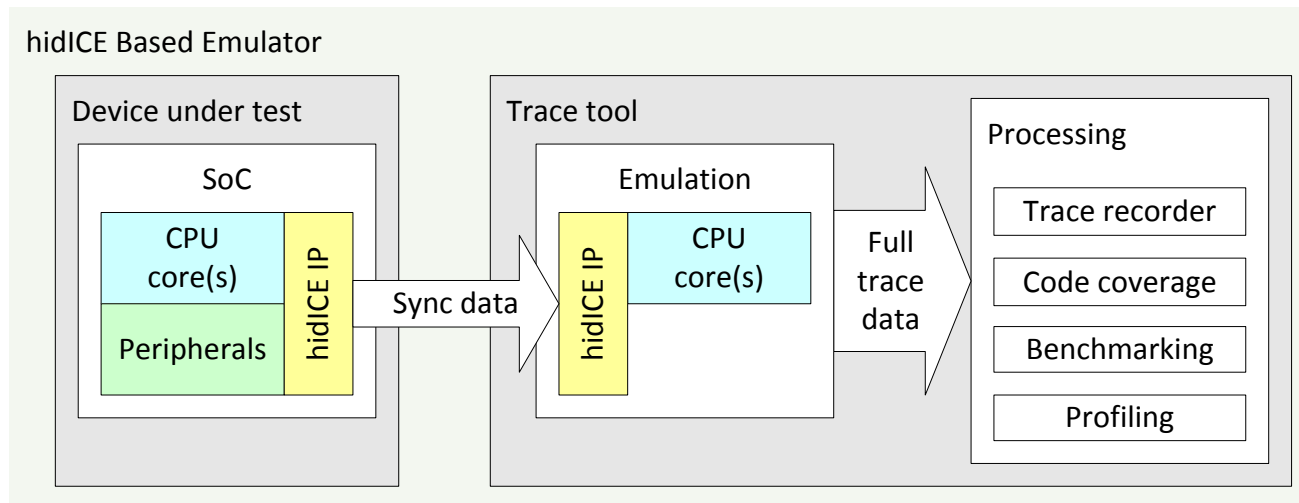 hidICE Based Emulator
Device under test
SoC
CPU
core(s)
Peripherals
hidICE IP
Sync data
Trace tool
Emulation
hidICE IP
CPU
core(s)
Full
trace
data
Processing
Trace recorder
Code coverage
Benchmarking
Profiling